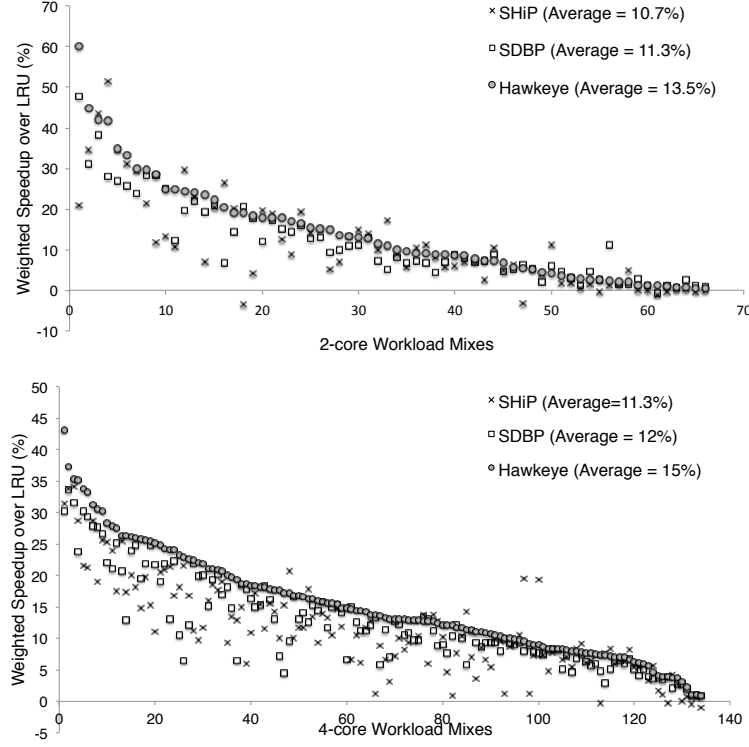 70
60
50
40
30
20
10
0
-10
Weighted Speedup over LRU (%)
SHiP (Average = 10.7%)
SDBP (Average = 11.3%)
Hawkeye (Average = 13.5%)
0 10 20 30 40 50 60 70
2-core Workload Mixes
50
45
40
35
30
25
20
15
10
5
0
-5
Weighted Speedup over LRU (%)
SHiP (Average=11.3%)
SDBP (Average = 12%)
Hawkeye (Average = 15%)
0 20 40 60 80 100 120 140
4-core Workload Mixes